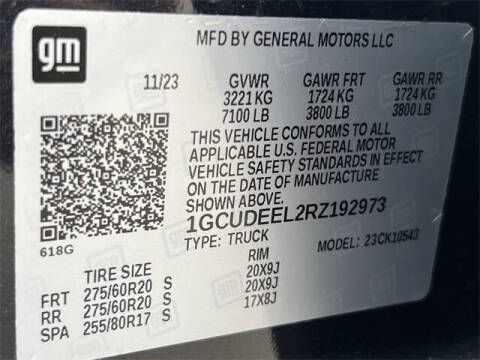 gm
MFD BY GENERAL MOTORS LLC
11/23 GVWR GAWR FRT GAWR RR
3221 KG 1724 KG 1724 KG
7100 LB 3800 LB 3800 LB
THIS VEHICLE CONFORMS TO ALL
APPLICABLE U.S. FEDERAL MOTOR
VEHICLE SAFETY STANDARDS IN EFFECT
ON THE DATE OF MANUFACTURE
SHOWN ABOVE.
1GCUDEEL2RZ192973
618G
TYPE: TRUCK MODEL: 23CK10543
TIRE SIZE RIM
FRT 275/60R20 S 20X9J
RR 275/60R20 S 20X9J
SPA 255/80R17 S 17X8J